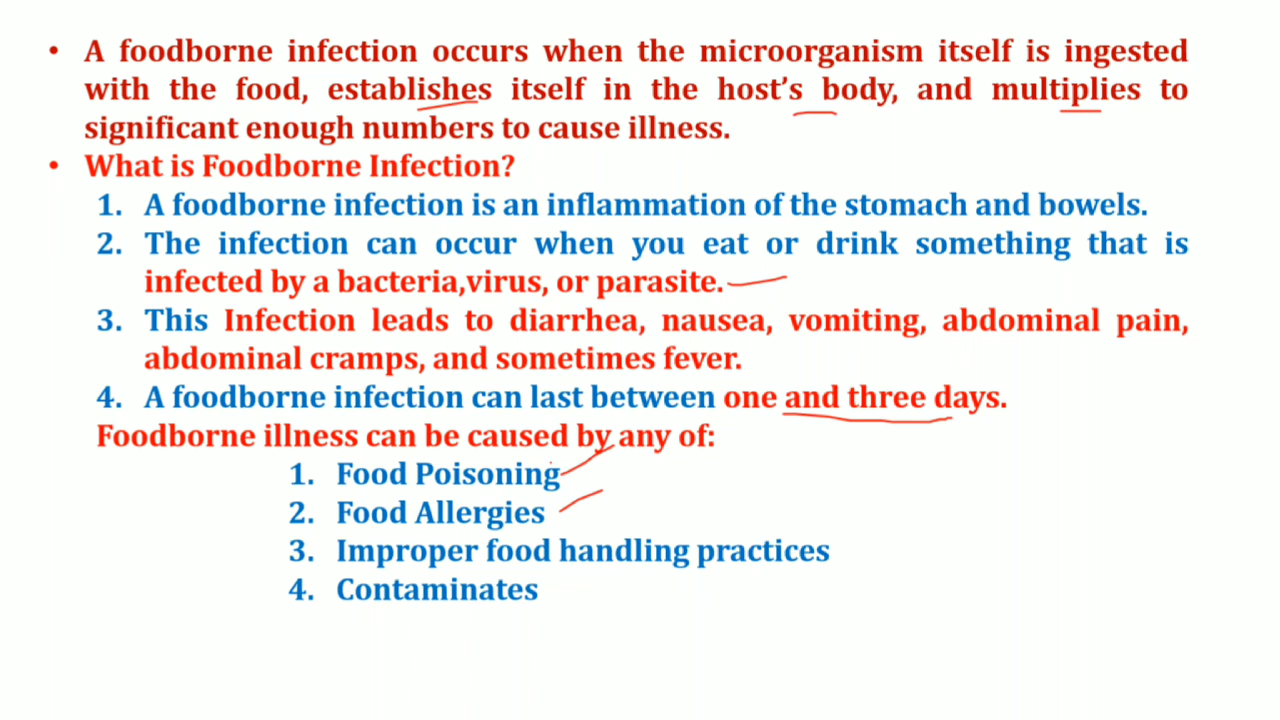 • A foodborne infection occurs when the microorganism itself is ingested
with the food, establishes itself in the host's body, and multiplies to
significant enough numbers to cause illness.
• What is Foodborne Infection?
1. A foodborne infection is an inflammation of the stomach and bowels.
2. The infection can occur when you eat or drink something that is
infected by a bacteria,virus, or parasite.
3. This Infection leads to diarrhea, nausea, vomiting, abdominal pain,
abdominal cramps, and sometimes fever.
4. A foodborne infection can last between one and three days.
Foodborne illness can be caused by any of:
1. Food Poisoning
2. Food Allergies
3. Improper food handling practices
4. Contaminates